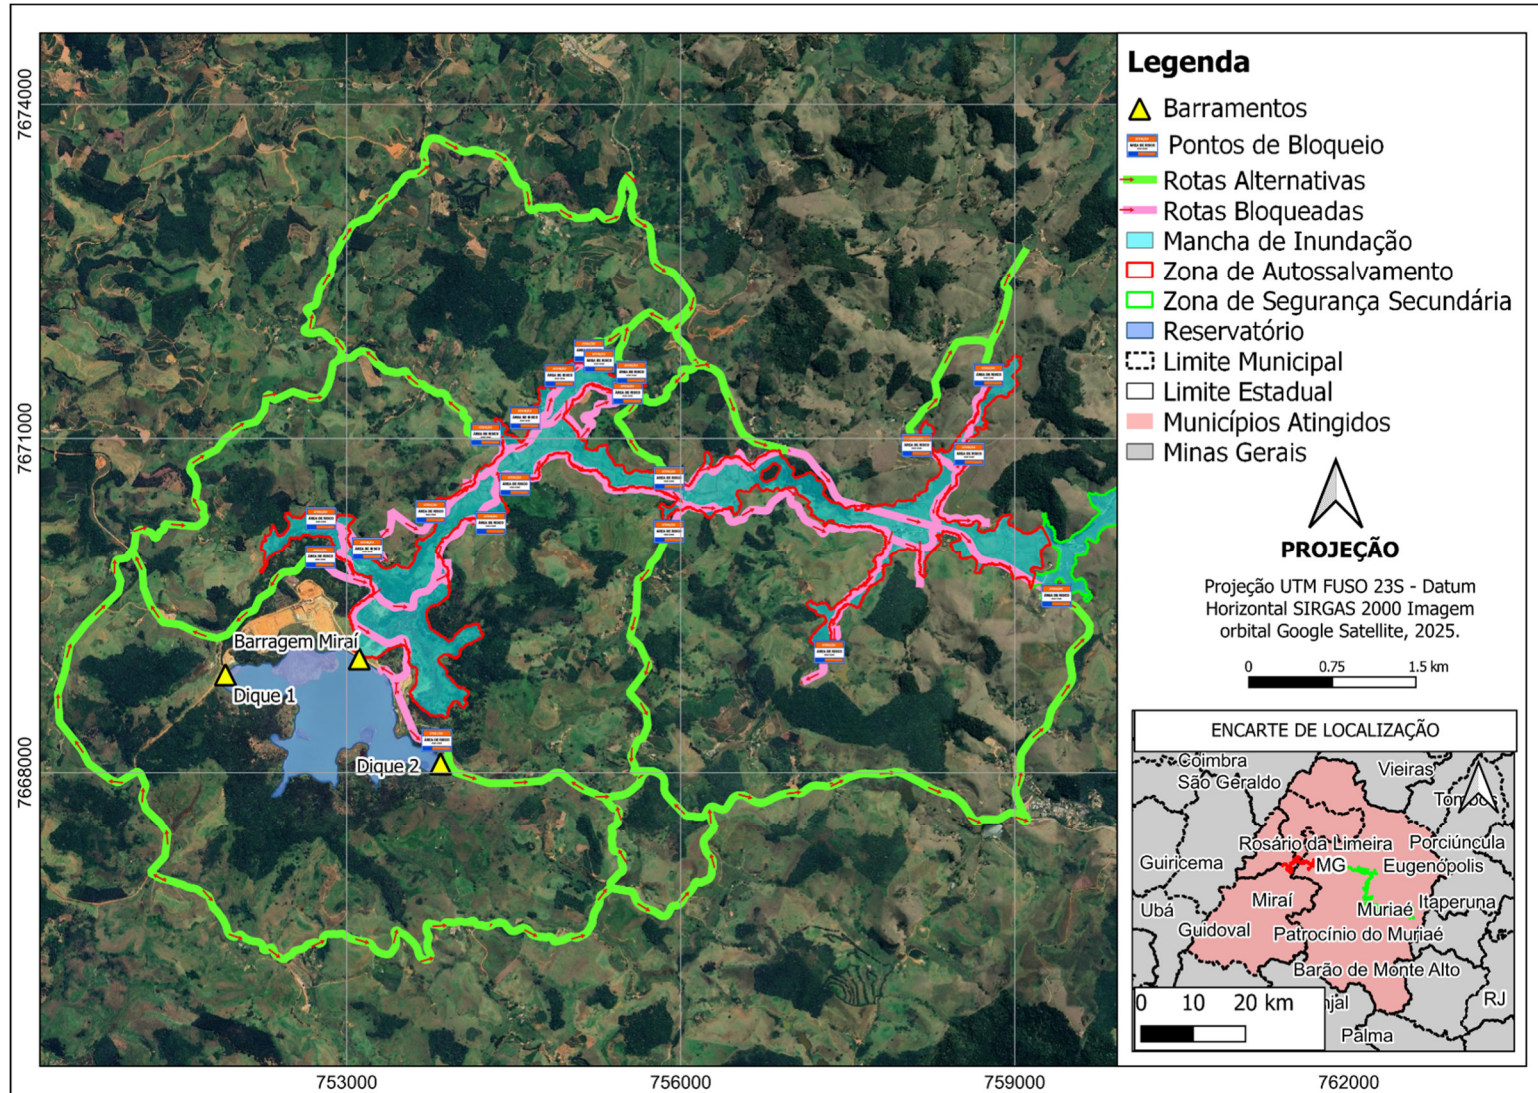 7674000
7671000
7668000
753000
756000
759000
762000
Barragem Miraí
Dique 1
Dique 2
Legenda
Barramentos
Pontos de Bloqueio
Rotas Alternativas
Rotas Bloqueadas
Mancha de Inundação
Zona de Autossalvamento
Zona de Segurança Secundária
Reservatório
Limite Municipal
Limite Estadual
Municípios Atingidos
Minas Gerais
PROJEÇÃO
Projeção UTM FUSO 23S - Datum
Horizontal SIRGAS 2000 Imagem
orbital Google Satellite, 2025.
0 0.75 1.5 km
ENCARTE DE LOCALIZAÇÃO
Coimbra
São Geraldo
Vieiras
Tombos
Rosário da Limeira
Porciúncula
Guiricema
MG
Eugenópolis
Miraí
Itaperuna
Ubá
Muriaé
Guidoval
Patrocínio do Muriaé
Barão de Monte Alto
RJ
njal
Palma
0 10 20 km